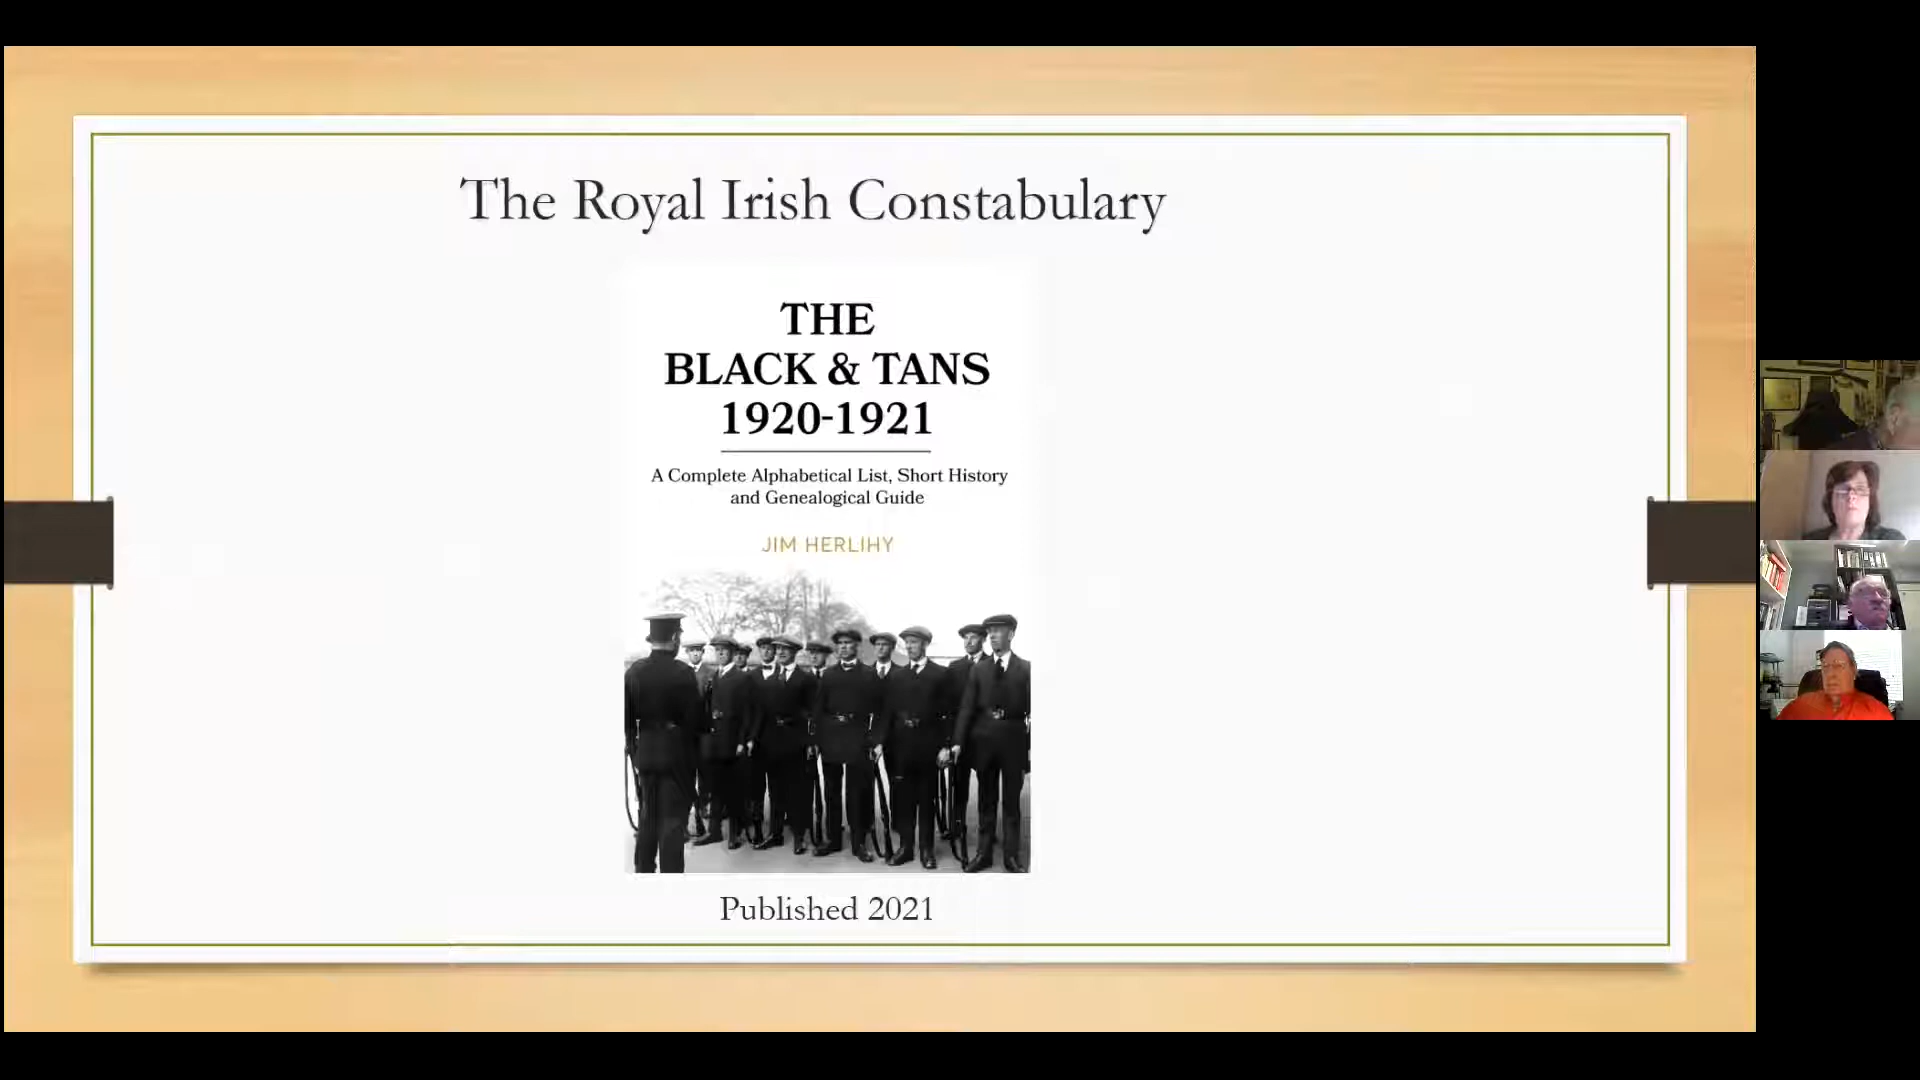 The Royal Irish Constabulary
THE
BLACK & TANS
1920-1921
A Complete Alphabetical List, Short History
and Genealogical Guide
JIM HERLIHY
Published 2021